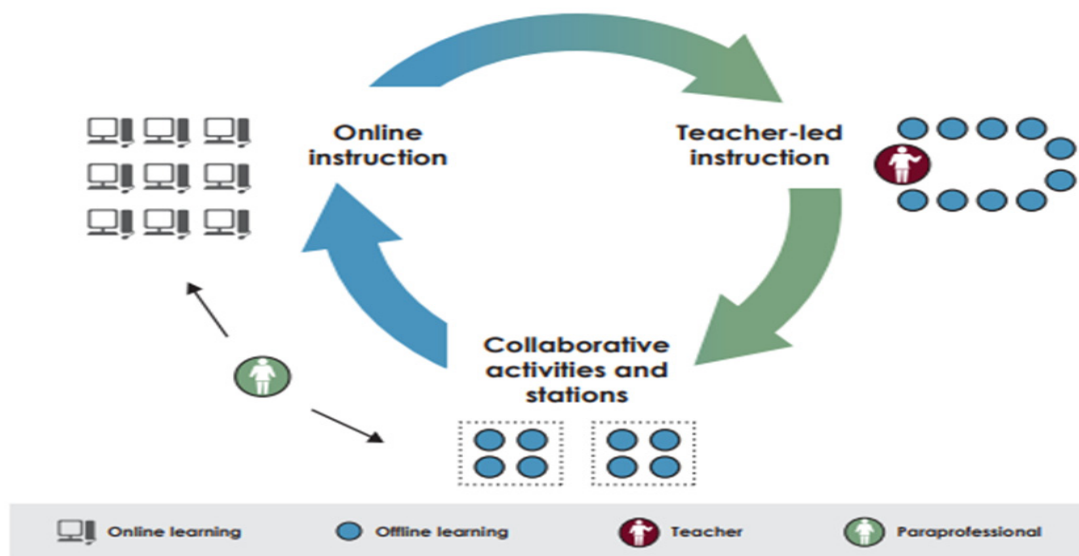 Online
instruction
Teacher-led
instruction
Collaborative
activities and
stations
Online learning
Offline learning
Teacher
Paraprofessional